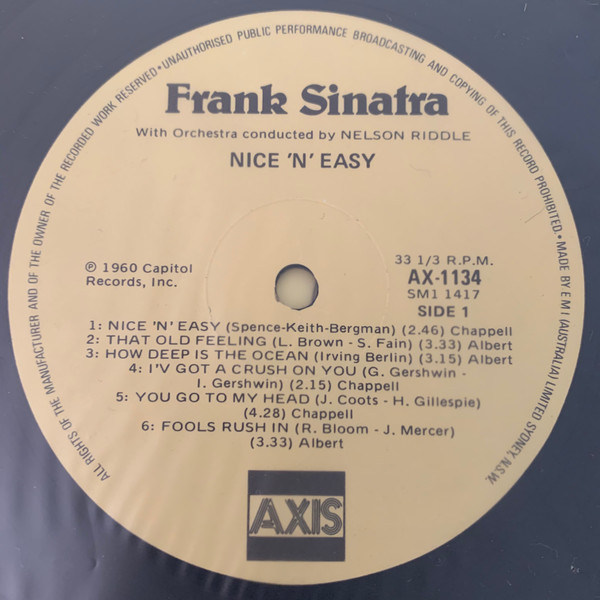 ALL RIGHTS OF THE MANUFACTURER AND OF THE OWNER OF THE RECORDED WORK RESERVED • UNAUTHORISED PUBLIC PERFORMANCE BROADCASTING AND COPYING OF THIS RECORD PROHIBITED • MADE BY E M I (AUSTRALIA) LIMITED SYDNEY, N.S.W.
Frank Sinatra
With Orchestra conducted by NELSON RIDDLE
NICE 'N' EASY
℗ 1960 Capitol
Records, Inc.
33 1/3 R.P.M.
AX-1134
SM1 1417
SIDE 1
1: NICE 'N' EASY (Spence-Keith-Bergman) (2.46) Chappell
2: THAT OLD FEELING (L. Brown - S. Fain) (3.33) Albert
3: HOW DEEP IS THE OCEAN (Irving Berlin) (3.15) Albert
4: I'V GOT A CRUSH ON YOU (G. Gershwin -
I. Gershwin) (2.15) Chappell
5: YOU GO TO MY HEAD (J. Coots - H. Gillespie)
(4.28) Chappell
6: FOOLS RUSH IN (R. Bloom - J. Mercer)
(3.33) Albert
AXIS